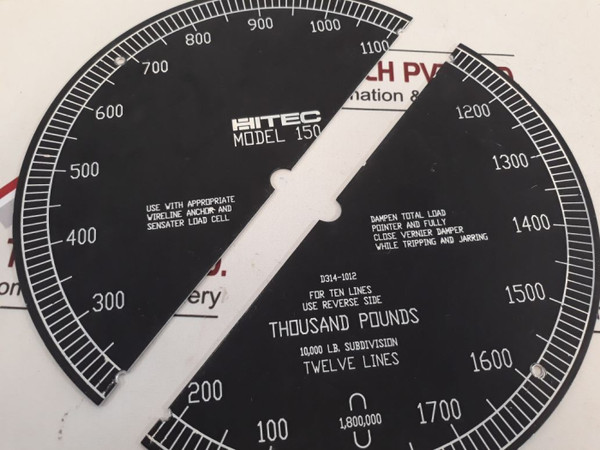 700
800
900
1000
1100
600
500
400
300
HITEC
MODEL 150
USE WITH APPROPRIATE
WIRELINE ANCHOR AND
SENSATER LOAD CELL
1200
1300
1400
1500
1600
1700
200
100
DAMPEN TOTAL LOAD
POINTER AND FULLY
CLOSE VERNIER DAMPER
WHILE TRIPPING AND JARRING
D314-1012
FOR TEN LINES
USE REVERSE SIDE
THOUSAND POUNDS
10,000 LB. SUBDIVISION
TWELVE LINES
1,800,000